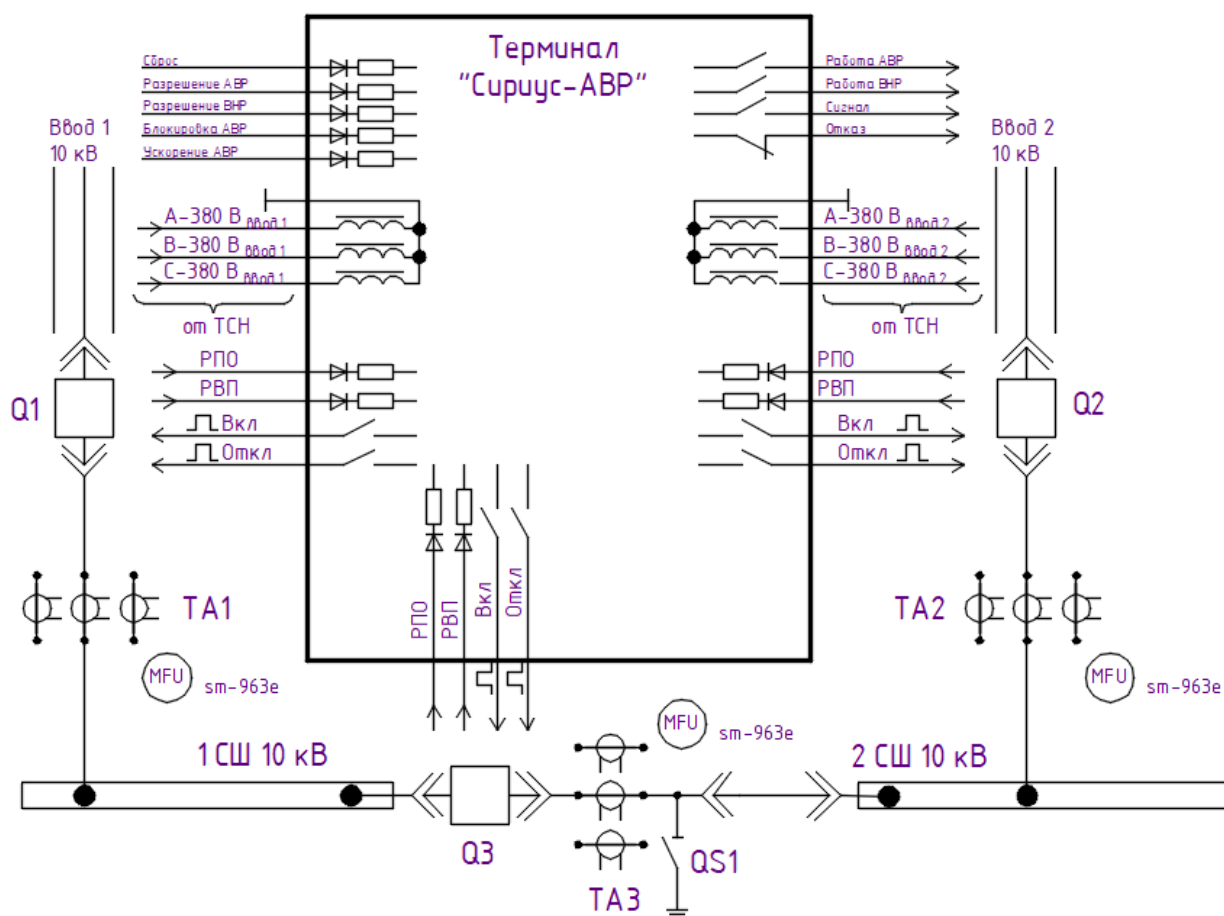 Терминал
"Сириус-АВР"
Сброс
Разрешение АВР
Разрешение ВНР
Блокировка АВР
Ускорение АВР
Работа АВР
Работа ВНР
Сигнал
Отказ
Ввод 1
10 кВ
Ввод 2
10 кВ
А-380 В ввод 1
В-380 В ввод 1
С-380 В ввод 1
от ТСН
А-380 В ввод 2
В-380 В ввод 2
С-380 В ввод 2
от ТСН
Q1
РПО
РВП
Вкл
Откл
РПО
РВП
Вкл
Откл
Q2
РПО
РВП
Вкл
Откл
ТА1
MFU
sm-963e
ТА2
MFU
sm-963e
MFU
sm-963e
1 СШ 10 кВ
2 СШ 10 кВ
Q3
ТА3
QS1